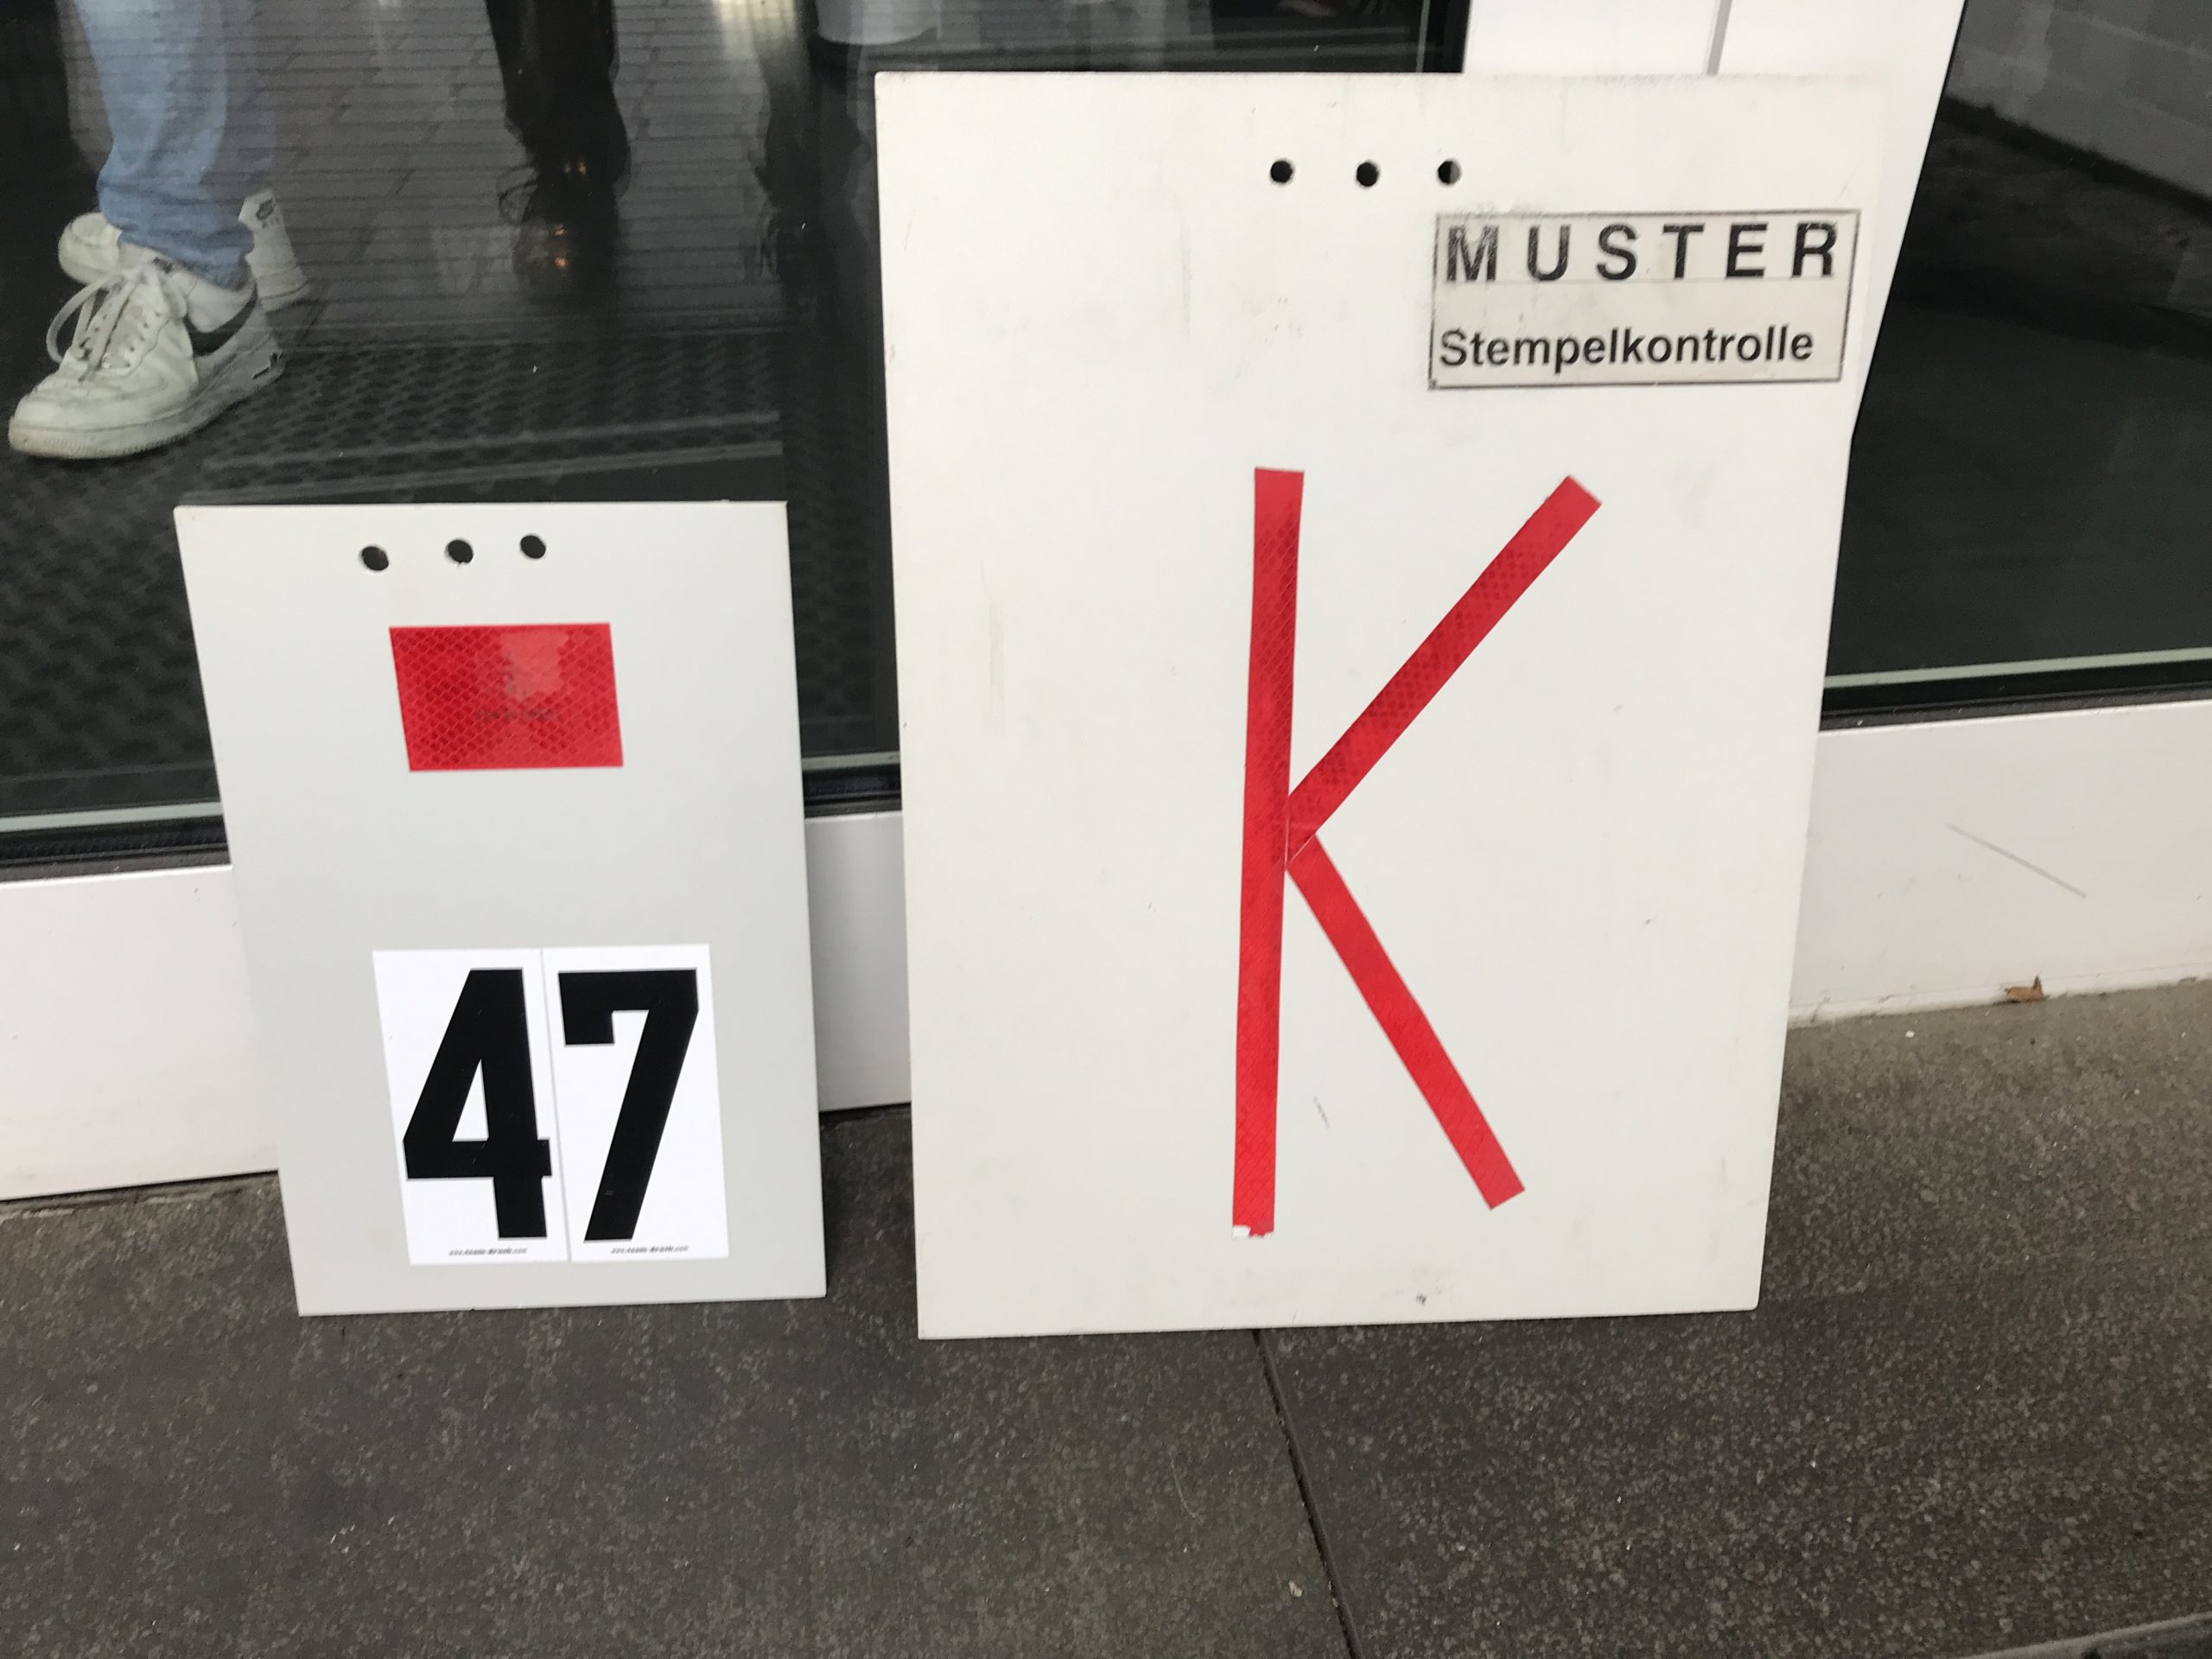 47
MUSTER
Stempelkontrolle
K